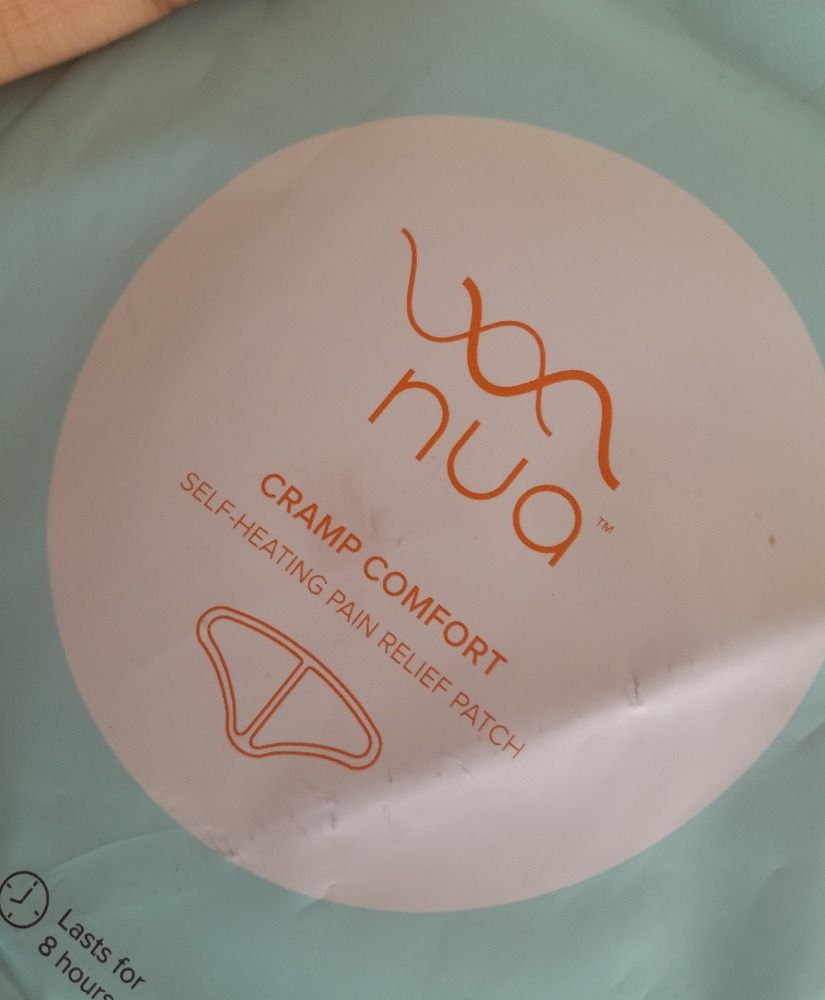 nua™
CRAMP COMFORT
SELF-HEATING PAIN RELIEF PATCH
Lasts for
8 hours